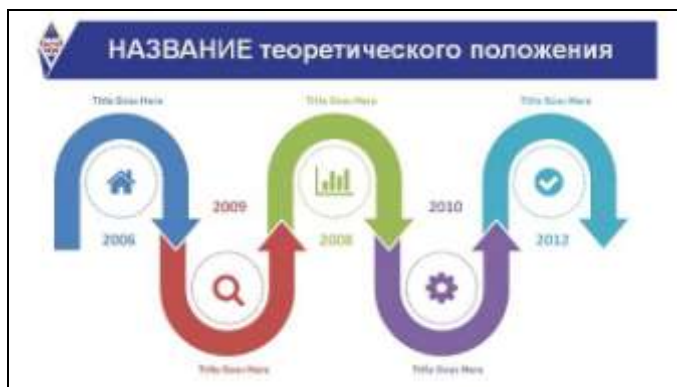 НАЗВАНИЕ теоретического положения
Title Goes Here
Title Goes Here
Title Goes Here
2009
2010
2006
2008
2012
Title Goes Here
Title Goes Here